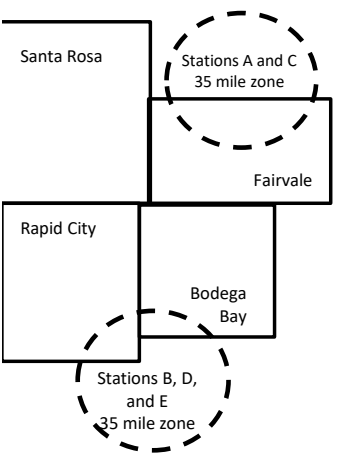 Santa Rosa
Stations A and C
35 mile zone
Fairvale
Rapid City
Bodega
Bay
Stations B, D,
and E
35 mile zone